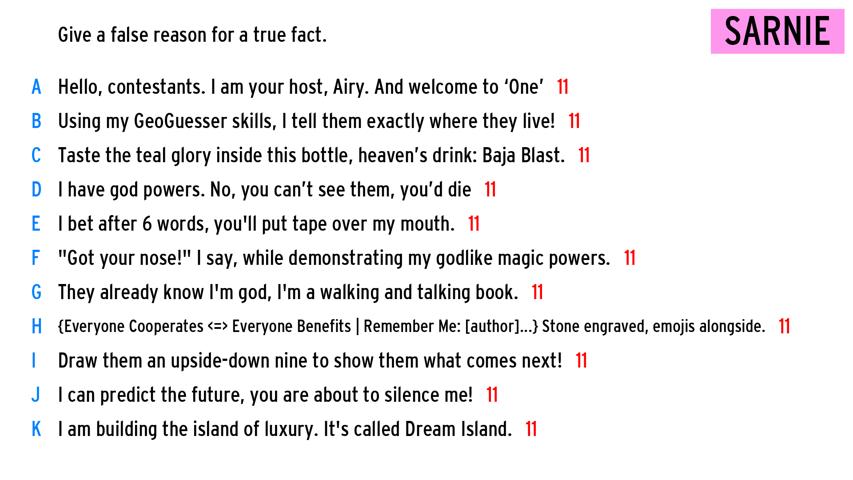 Give a false reason for a true fact.
SARNIE
A Hello, contestants. I am your host, Airy. And welcome to ‘One’ 11
B Using my GeoGuesser skills, I tell them exactly where they live! 11
C Taste the teal glory inside this bottle, heaven’s drink: Baja Blast. 11
D I have god powers. No, you can’t see them, you’d die 11
E I bet after 6 words, you'll put tape over my mouth. 11
F "Got your nose!" I say, while demonstrating my godlike magic powers. 11
G They already know I'm god, I'm a walking and talking book. 11
H {Everyone Cooperates <=> Everyone Benefits | Remember Me: [author]...} Stone engraved, emojis alongside. 11
I Draw them an upside-down nine to show them what comes next! 11
J I can predict the future, you are about to silence me! 11
K I am building the island of luxury. It's called Dream Island. 11